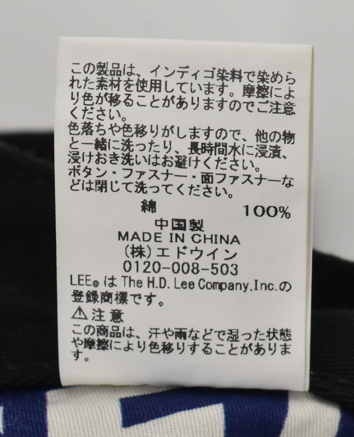 この製品は、インディゴ染料で染めら
れた素材を使用しています。摩擦によ
り色が移ることがありますのでご注意
ください。
色落ちや色移りがしますので、他の物
と一緒に洗ったり、長時間水に浸漬、
浸けおき洗いはお避けください。
ボタン・ファスナー・面ファスナーな
どは閉じて洗ってください。
綿 100%
中国製
MADE IN CHINA
(株)エドウイン
0120-008-503
LEE® は The H.D. Lee Company,Inc.の
登録商標です。
⚠注意
この商品は、汗や雨などで湿った状態
や摩擦により色移りすることがありま
す。